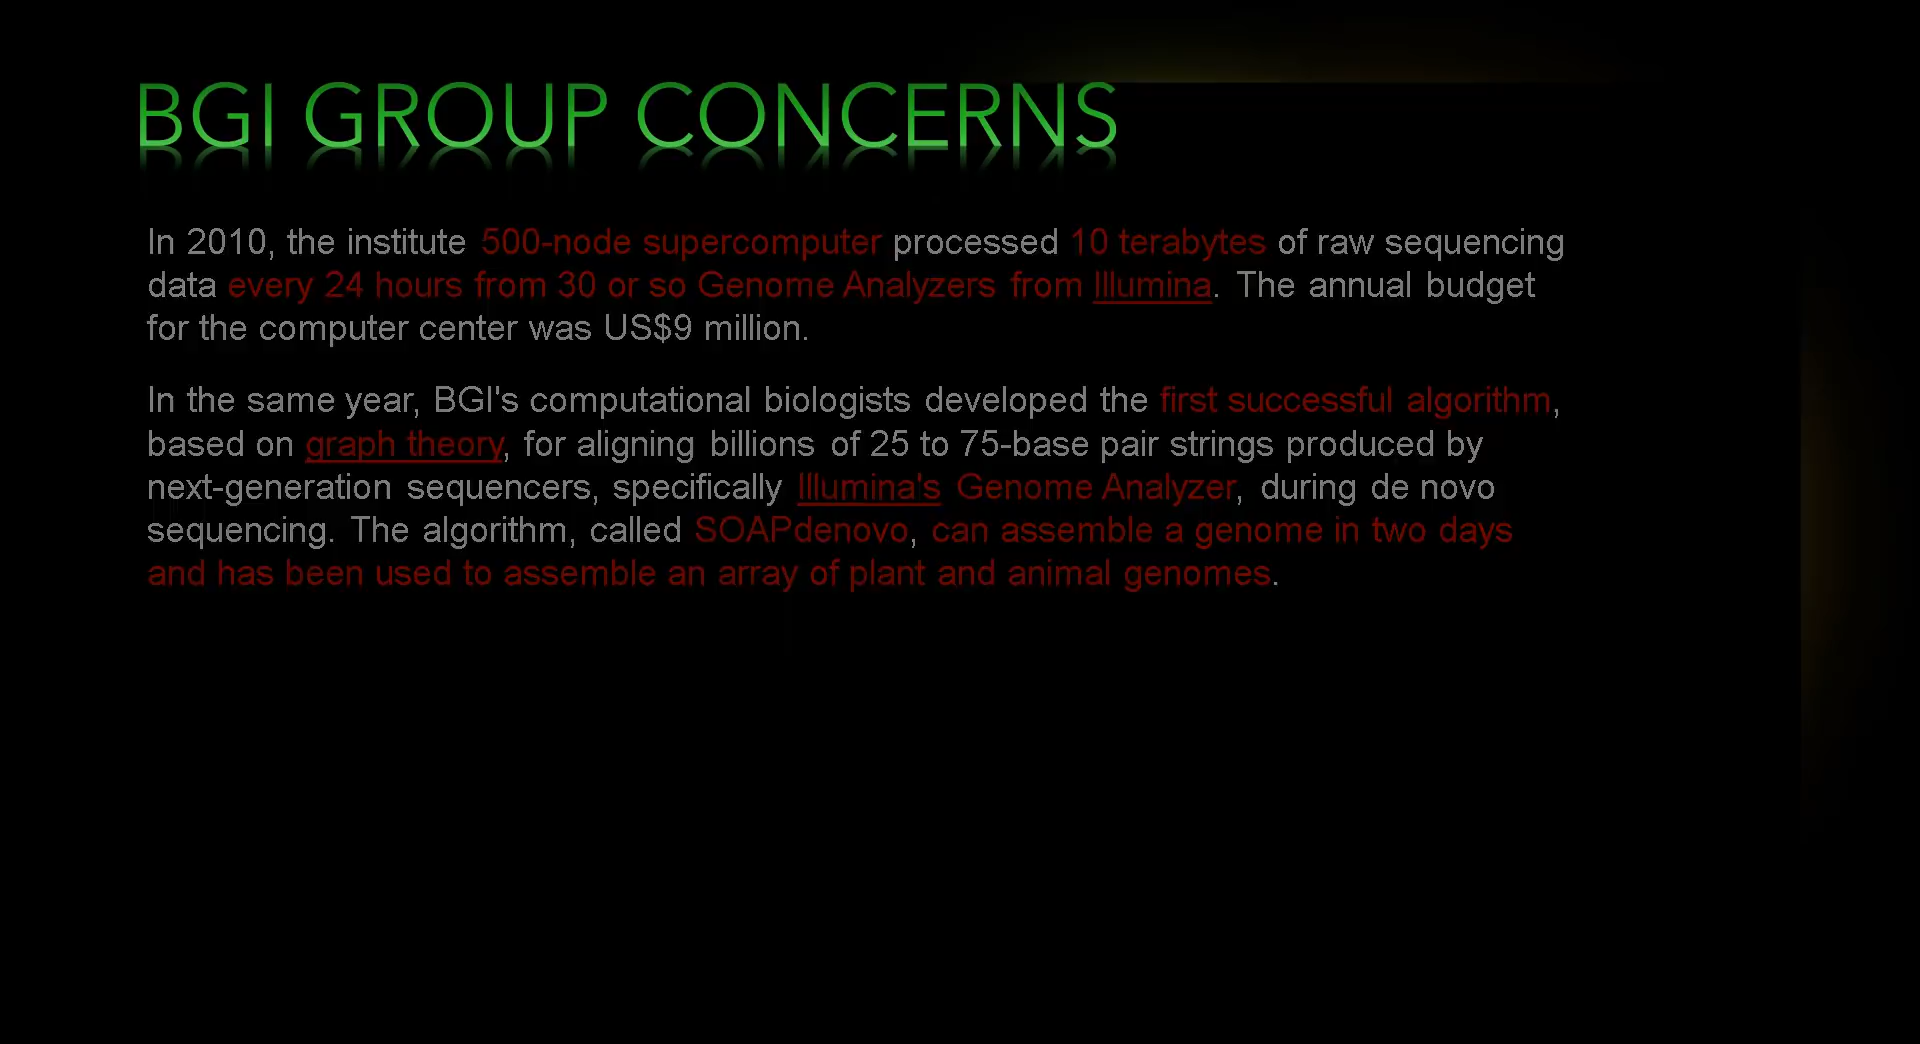 BGI GROUP CONCERNS
In 2010, the institute 500-node supercomputer processed 10 terabytes of raw sequencing
data every 24 hours from 30 or so Genome Analyzers from Illumina. The annual budget
for the computer center was US$9 million.
In the same year, BGI's computational biologists developed the first successful algorithm,
based on graph theory, for aligning billions of 25 to 75-base pair strings produced by
next-generation sequencers, specifically Illumina's Genome Analyzer, during de novo
sequencing. The algorithm, called SOAPdenovo, can assemble a genome in two days
and has been used to assemble an array of plant and animal genomes.